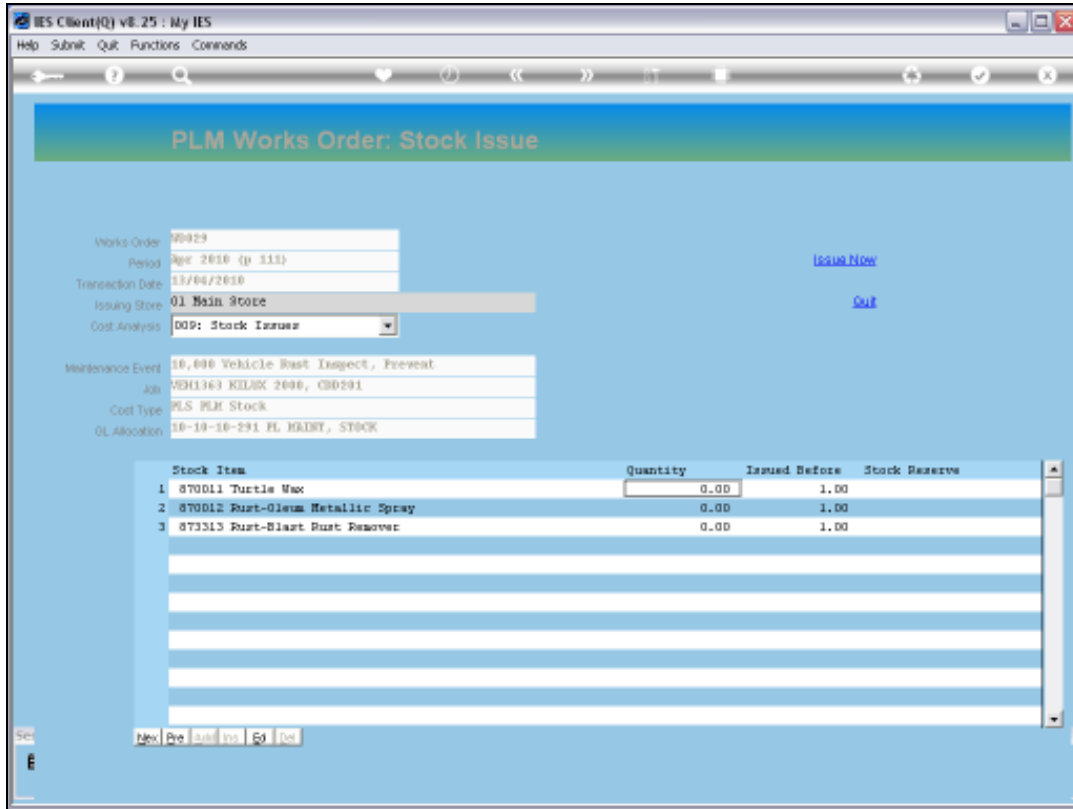 IES Client(Q) v8.25 : My IES
Help Submit Quit Functions Commands
PLM Works Order: Stock Issue
Works Order W0029
Period Apr 2010 (p 111)
Issue Now
Transaction Date 13/04/2010
Issuing Store 01 Main Store
Quit
Cost Analysis 009: Stock Issues
Maintenance Event 10,000 Vehicle Rust Inspect, Prevent
Job VEH1363 KILUX 2000, CDD201
Cost Type PLS PLM Stock
GL Allocation 10-10-10-291 PL MAINT, STOCK
Stock Item Quantity Issued Before Stock Reserve
1 870011 Turtle Wax 0.00 1.00
2 870012 Rust-Oleum Metallic Spray 0.00 1.00
3 873313 Rust-Blast Rust Remover 0.00 1.00
Nex Pre Add Ins Ed Del